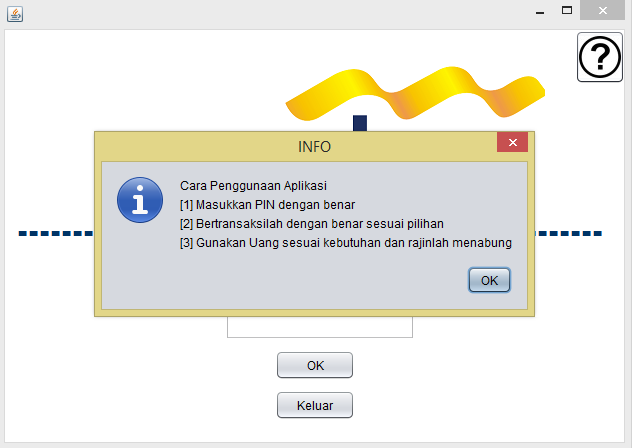 ?
INFO
Cara Penggunaan Aplikasi
[1] Masukkan PIN dengan benar
[2] Bertransaksilah dengan benar sesuai pilihan
[3] Gunakan Uang sesuai kebutuhan dan rajinlah menabung
OK
OK
Keluar